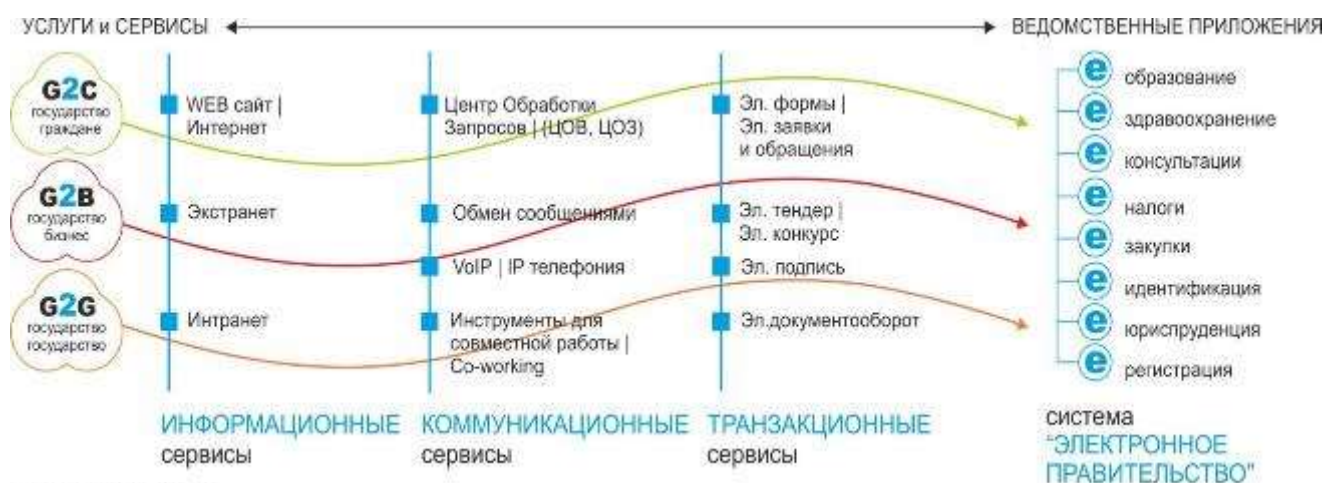 УСЛУГИ и СЕРВИСЫ
ВЕДОМСТВЕННЫЕ ПРИЛОЖЕНИЯ
G2C
государство
граждане
WEB сайт |
Интернет
Центр Обработки
Запросов | (ЦОВ, ЦОЗ)
Эл. формы |
Эл. заявки
и обращения
G2B
государство
бизнес
Экстранет
Обмен сообщениями
Эл. тендер |
Эл. конкурс
VoIP | IP телефония
Эл. подпись
G2G
государство
государство
Интранет
Инструменты для
совместной работы |
Co-working
Эл.документооборот
e образование
e здравоохранение
e консультации
e налоги
e закупки
e идентификация
e юриспруденция
e регистрация
ИНФОРМАЦИОННЫЕ
сервисы
КОММУНИКАЦИОННЫЕ
сервисы
ТРАНЗАКЦИОННЫЕ
сервисы
система
"ЭЛЕКТРОННОЕ
ПРАВИТЕЛЬСТВО"